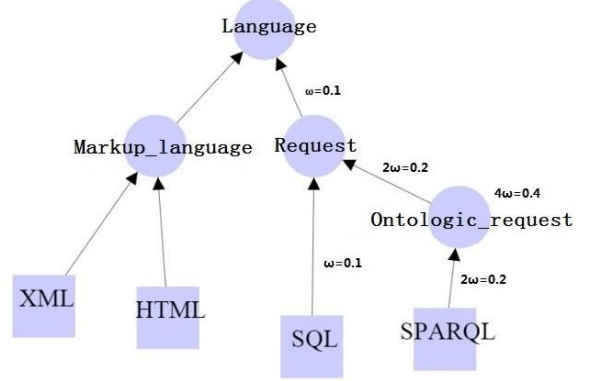 Language
ω=0.1
Markup_language
Request
2ω=0.2
4ω=0.4
Ontologic_request
ω=0.1
2ω=0.2
XML
HTML
SQL
SPARQL